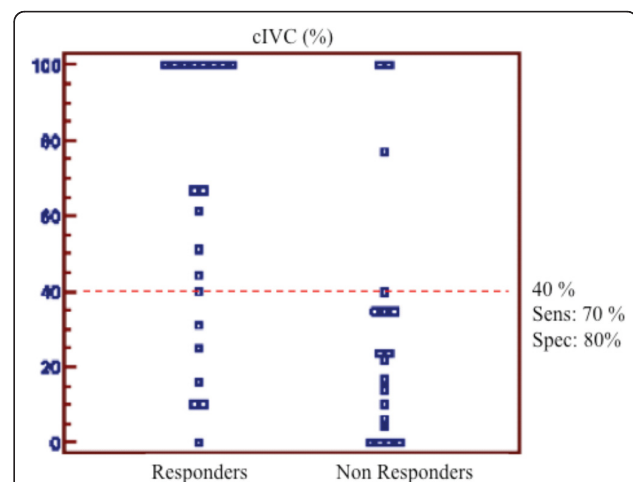 cIVC (%)
100
80
60
40
20
0
40 %
Sens: 70 %
Spec: 80%
Responders Non Responders